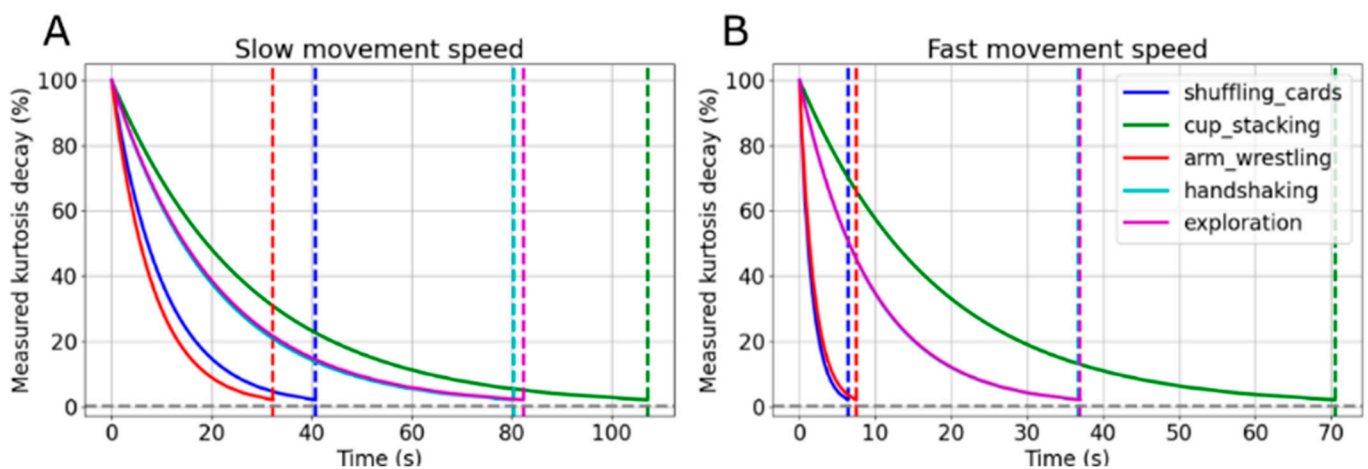 A
Slow movement speed
Measured kurtosis decay (%)
100
80
60
40
20
0
0 20 40 60 80 100
Time (s)
B
Fast movement speed
Measured kurtosis decay (%)
100
80
60
40
20
0
0 10 20 30 40 50 60 70
Time (s)
shuffling_cards
cup_stacking
arm_wrestling
handshaking
exploration